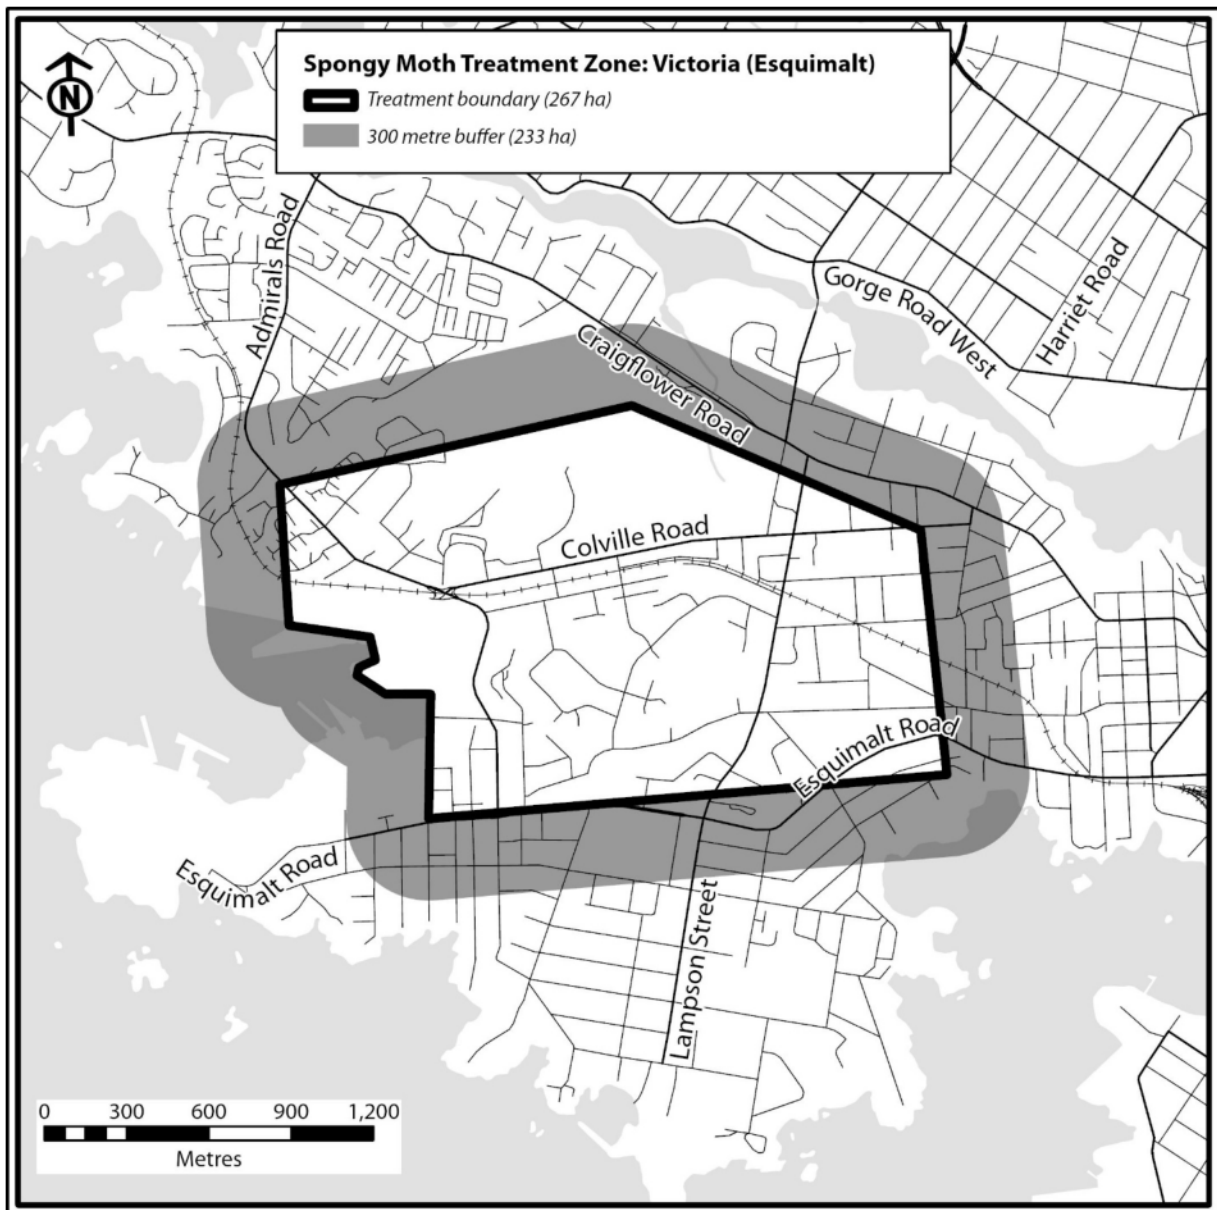 Spongy Moth Treatment Zone: Victoria (Esquimalt)
Treatment boundary (267 ha)
300 metre buffer (233 ha)
N
Admirals Road
Gorge Road West
Harriet Road
Craigflower Road
Colville Road
Esquimalt Road
Esquimalt Road
Lampson Street
0 300 600 900 1,200
Metres